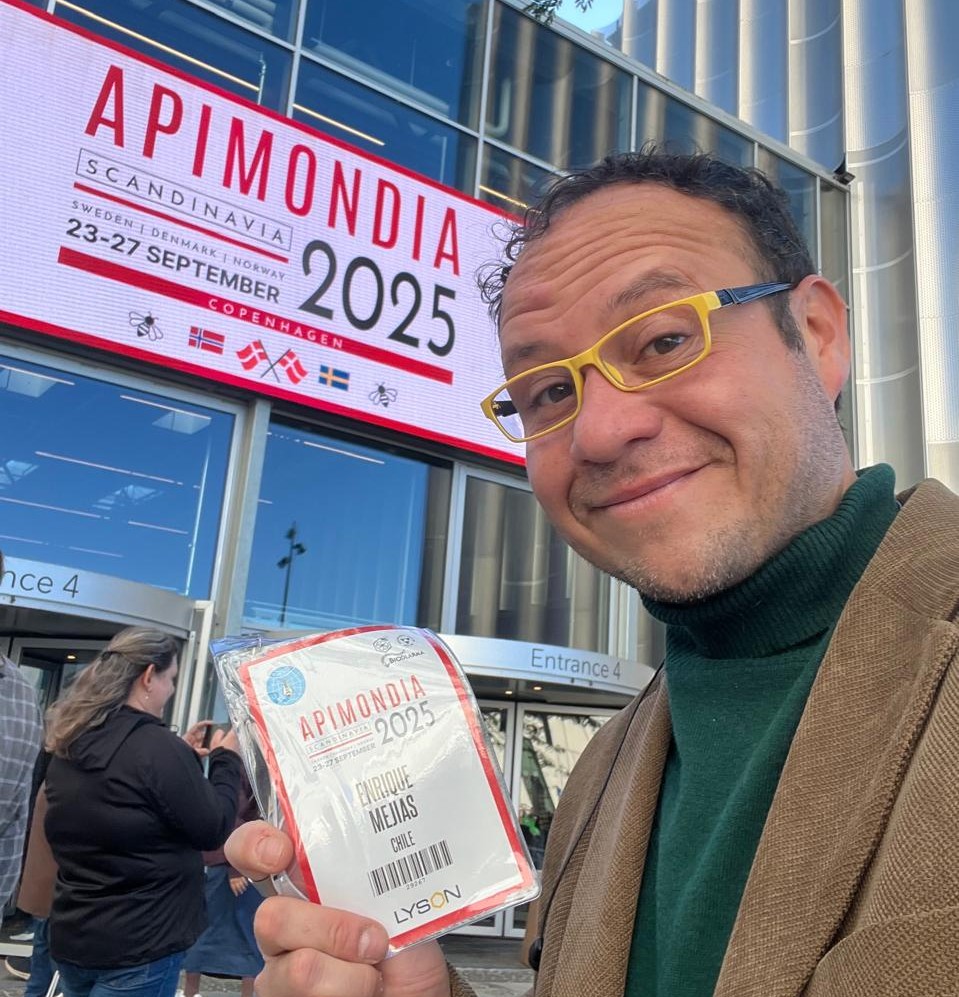 APIMONDIA
SCANDINAVIA
SWEDEN | DENMARK | NORWAY
23-27 SEPTEMBER
2025
COPENHAGEN
nce 4
Entrance 4
APIMONDIA
SCANDINAVIA
2025
23-27 SEPTEMBER
ENRIQUE
MEJIAS
CHILE
LYSON